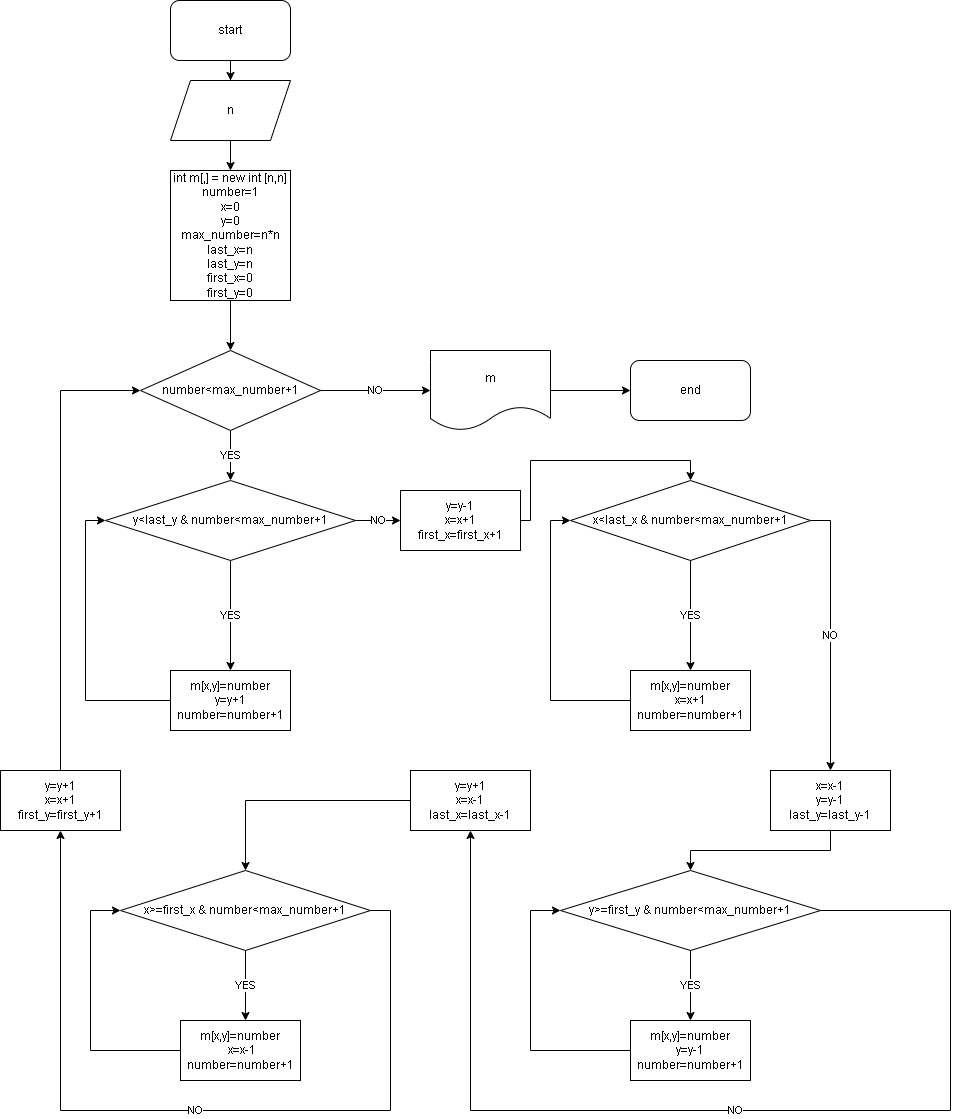 start
n
int m[,] = new int [n,n]
number=1
x=0
y=0
max_number=n*n
last_x=n
last_y=n
first_x=0
first_y=0
number<max_number+1
NO
m
end
YES
y<last_y & number<max_number+1
NO
y=y-1
x=x+1
first_x=first_x+1
x<last_x & number<max_number+1
YES
YES
NO
m[x,y]=number
y=y+1
number=number+1
m[x,y]=number
x=x+1
number=number+1
y=y+1
x=x+1
first_y=first_y+1
y=y+1
x=x-1
last_x=last_x-1
x=x-1
y=y-1
last_y=last_y-1
x>=first_x & number<max_number+1
y>=first_y & number<max_number+1
YES
YES
m[x,y]=number
x=x-1
number=number+1
m[x,y]=number
y=y-1
number=number+1
NO
NO